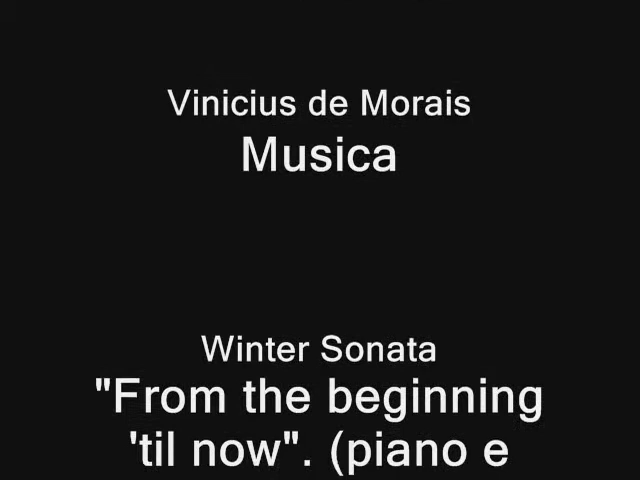 Vinicius de Morais
Musica
Winter Sonata
"From the beginning
'til now". (piano e